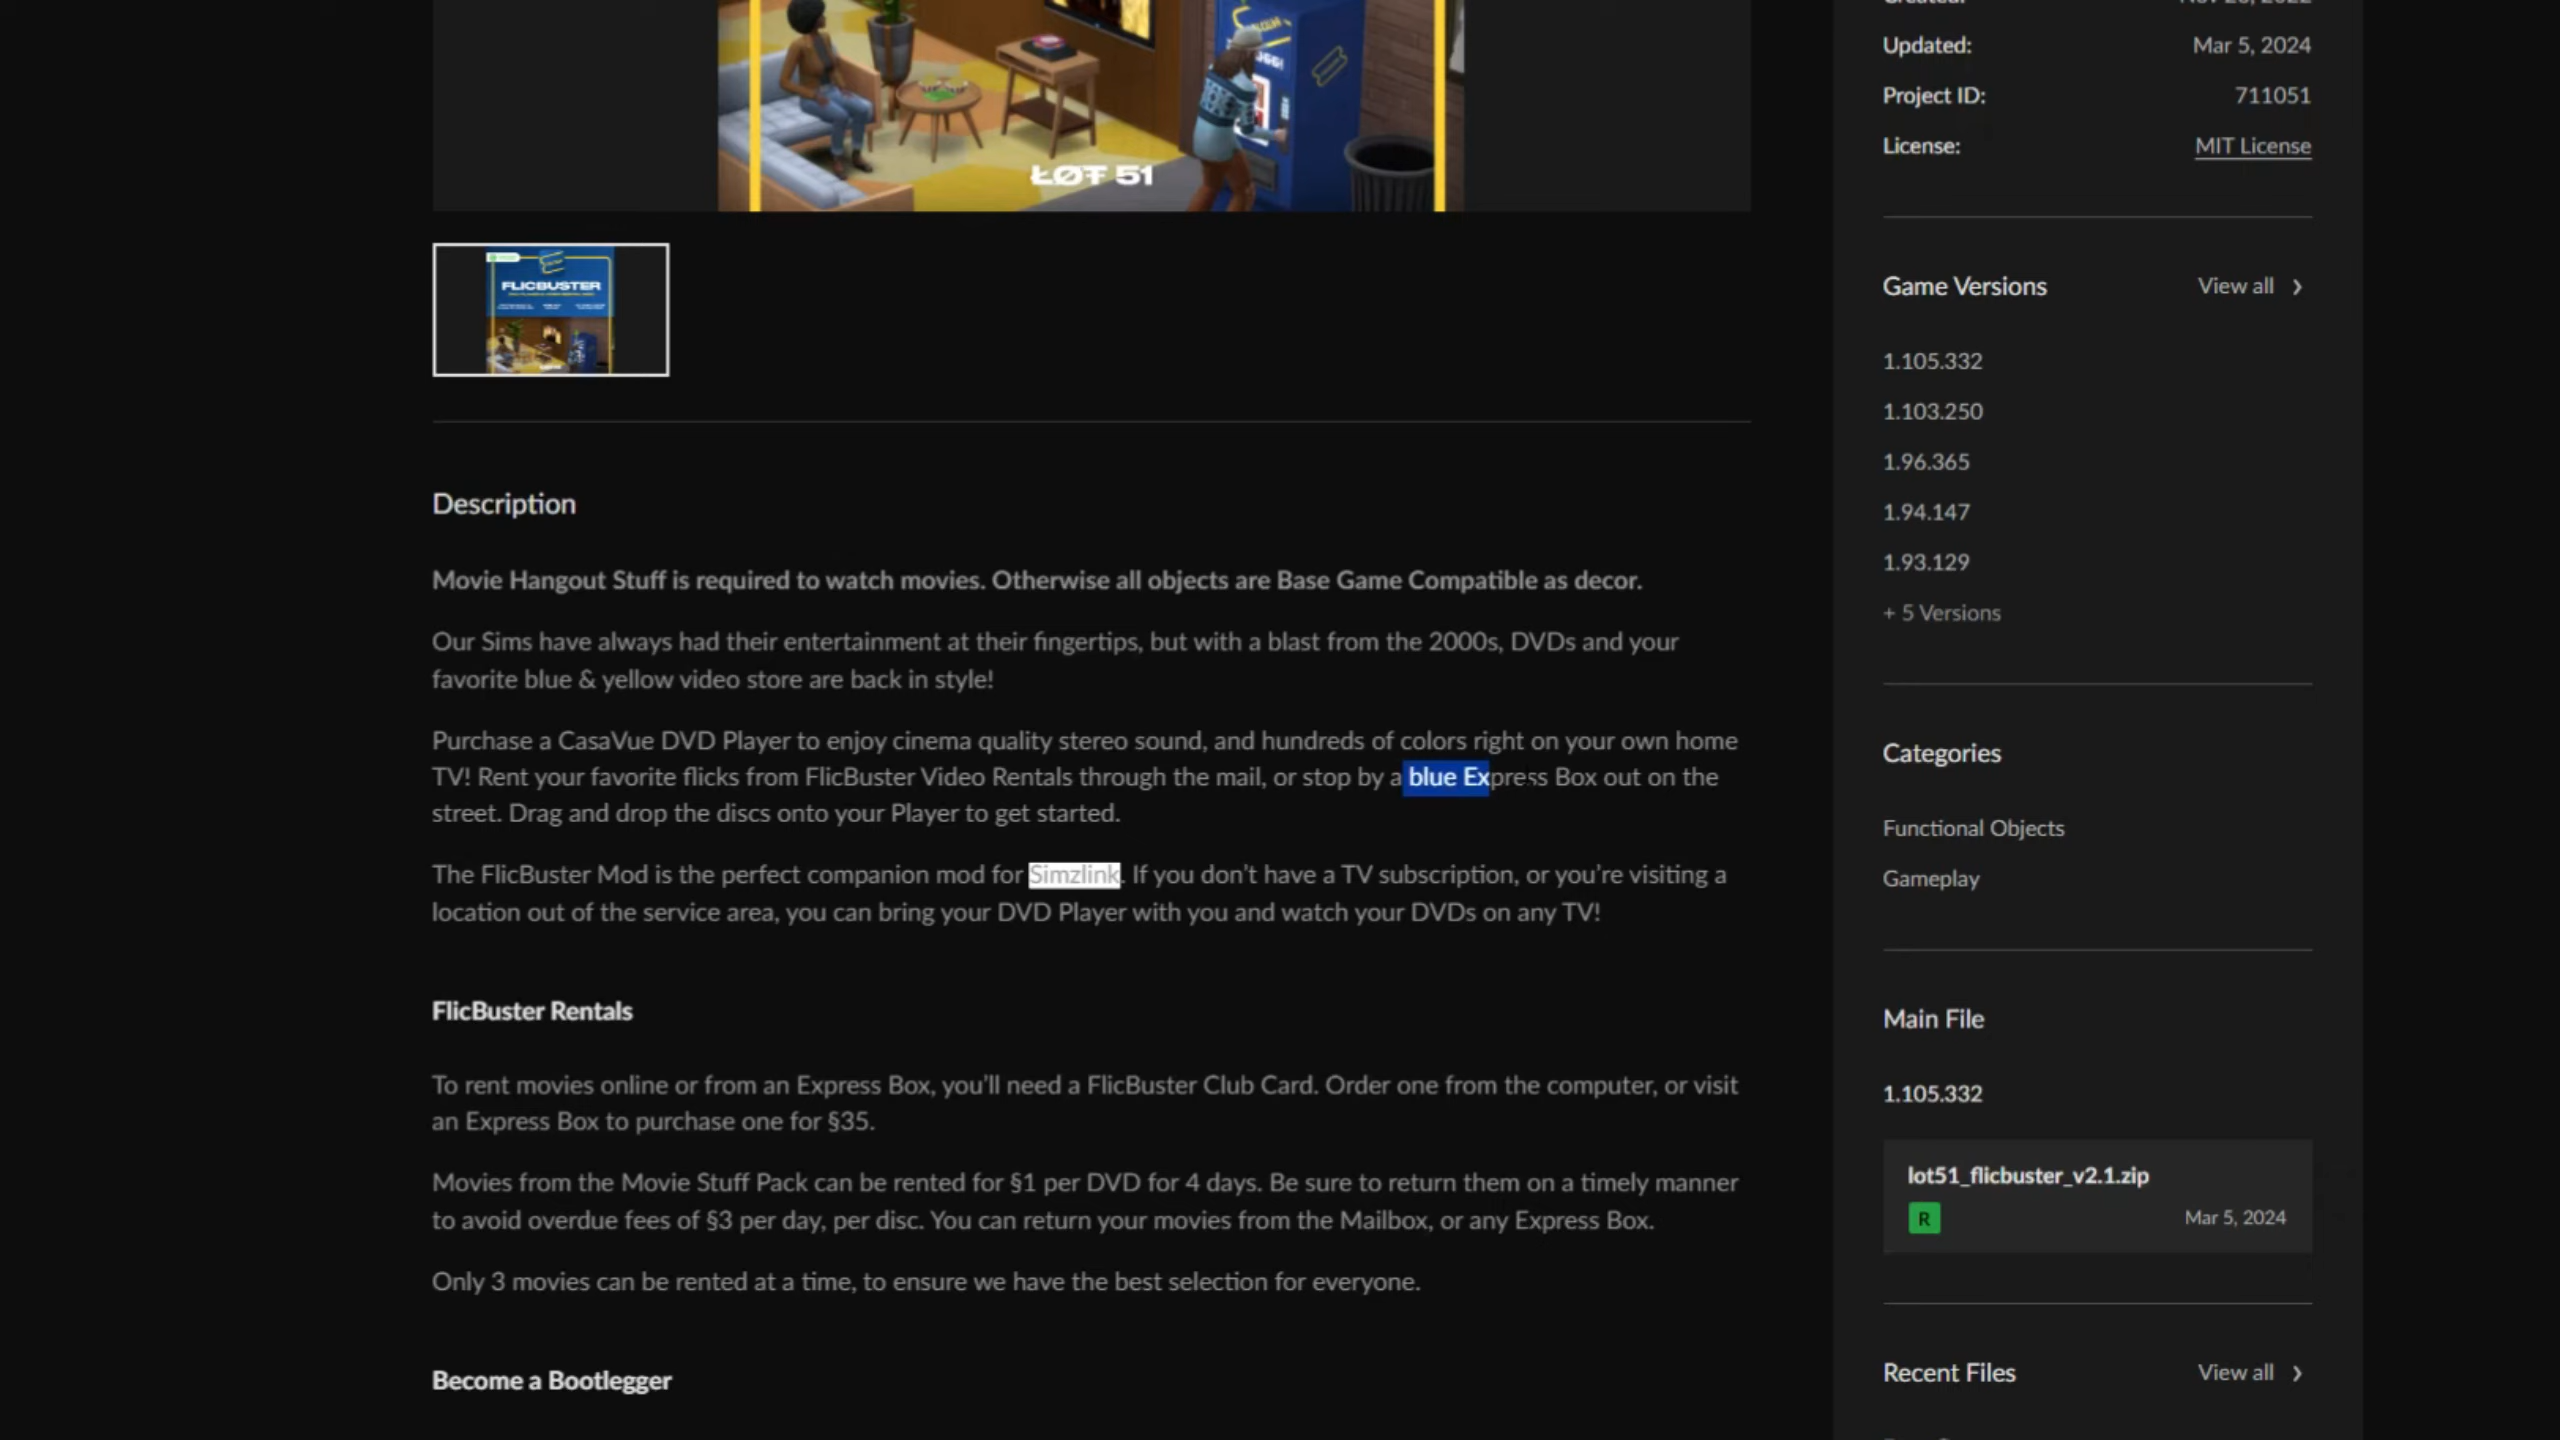 Updated: Mar 5, 2024
Project ID: 711051
License: MIT License
ŁØŦ 51
FLICBUSTER
Game Versions View all
1.105.332
1.103.250
1.96.365
1.94.147
1.93.129
+ 5 Versions
Description
Movie Hangout Stuff is required to watch movies. Otherwise all objects are Base Game Compatible as decor.
Our Sims have always had their entertainment at their fingertips, but with a blast from the 2000s, DVDs and your
favorite blue & yellow video store are back in style!
Purchase a CasaVue DVD Player to enjoy cinema quality stereo sound, and hundreds of colors right on your own home
TV! Rent your favorite flicks from FlicBuster Video Rentals through the mail, or stop by a blue Express Box out on the
street. Drag and drop the discs onto your Player to get started.
The FlicBuster Mod is the perfect companion mod for Simzlink. If you don't have a TV subscription, or you're visiting a
location out of the service area, you can bring your DVD Player with you and watch your DVDs on any TV!
FlicBuster Rentals
To rent movies online or from an Express Box, you'll need a FlicBuster Club Card. Order one from the computer, or visit
an Express Box to purchase one for §35.
Movies from the Movie Stuff Pack can be rented for §1 per DVD for 4 days. Be sure to return them on a timely manner
to avoid overdue fees of §3 per day, per disc. You can return your movies from the Mailbox, or any Express Box.
Only 3 movies can be rented at a time, to ensure we have the best selection for everyone.
Become a Bootlegger
Categories
Functional Objects
Gameplay
Main File
1.105.332
lot51_flicbuster_v2.1.zip
R Mar 5, 2024
Recent Files View all